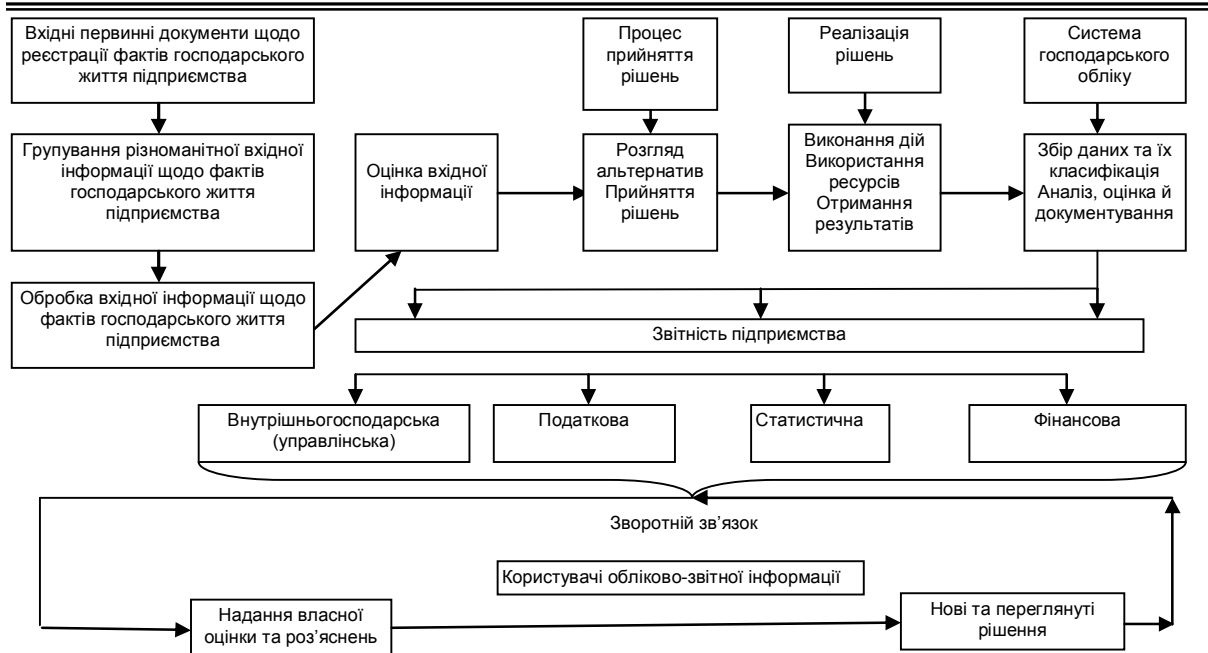 Вхідні первинні документи щодо
реєстрації фактів господарського
життя підприємства
Процес
прийняття
рішень
Реалізація
рішень
Система
господарського
обліку
Групування різноманітної вхідної
інформації щодо фактів
господарського життя
підприємства
Оцінка вхідної
інформації
Розгляд
альтернатив
Прийняття
рішень
Виконання дій
Використання
ресурсів
Отримання
результатів
Збір даних та їх
класифікація
Аналіз, оцінка й
документування
Обробка вхідної інформації щодо
фактів господарського життя
підприємства
Звітність підприємства
Внутрішньогосподарська
(управлінська)
Податкова
Статистична
Фінансова
Зворотній зв’язок
Користувачі обліково-звітної інформації
Надання власної
оцінки та роз’яснень
Нові та переглянуті
рішення